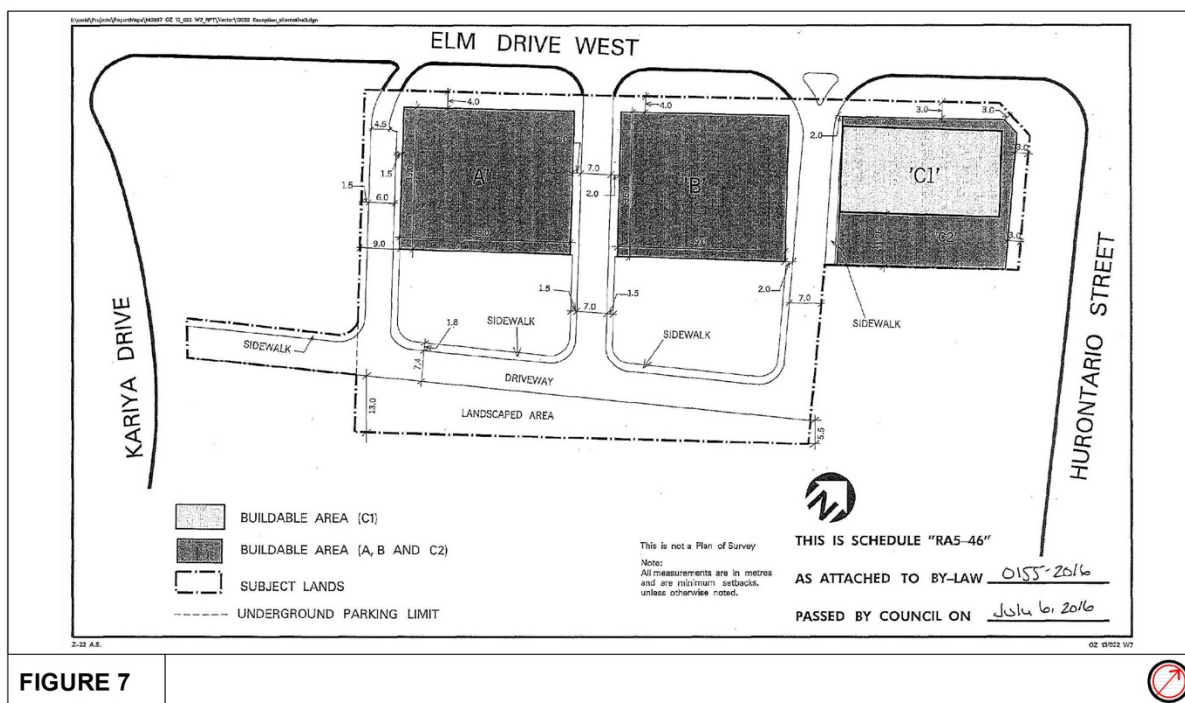 ELM DRIVE WEST
4.0
4.0
3.0
3.0
2.0
4.5
3.0
1.5
'A'
7.0
2.0
'B'
'C1'
1.5
6.0
9.0
'C2'
3.0
1.5
7.0
1.5
2.0
7.0
SIDEWALK
SIDEWALK
SIDEWALK
SIDEWALK
1.8
7.4
DRIVEWAY
13.0
LANDSCAPED AREA
5.5
KARIYA DRIVE
HURONTARIO STREET
N
BUILDABLE AREA (C1)
BUILDABLE AREA (A, B AND C2)
SUBJECT LANDS
UNDERGROUND PARKING LIMIT
This is not a Plan of Survey
Note:
All measurements are in metres
and are minimum setbacks,
unless otherwise noted.
THIS IS SCHEDULE "RA5-46"
AS ATTACHED TO BY-LAW 0155-2016
PASSED BY COUNCIL ON July 6, 2016
Z-22 A.S.
OZ 13/022 W7
FIGURE 7